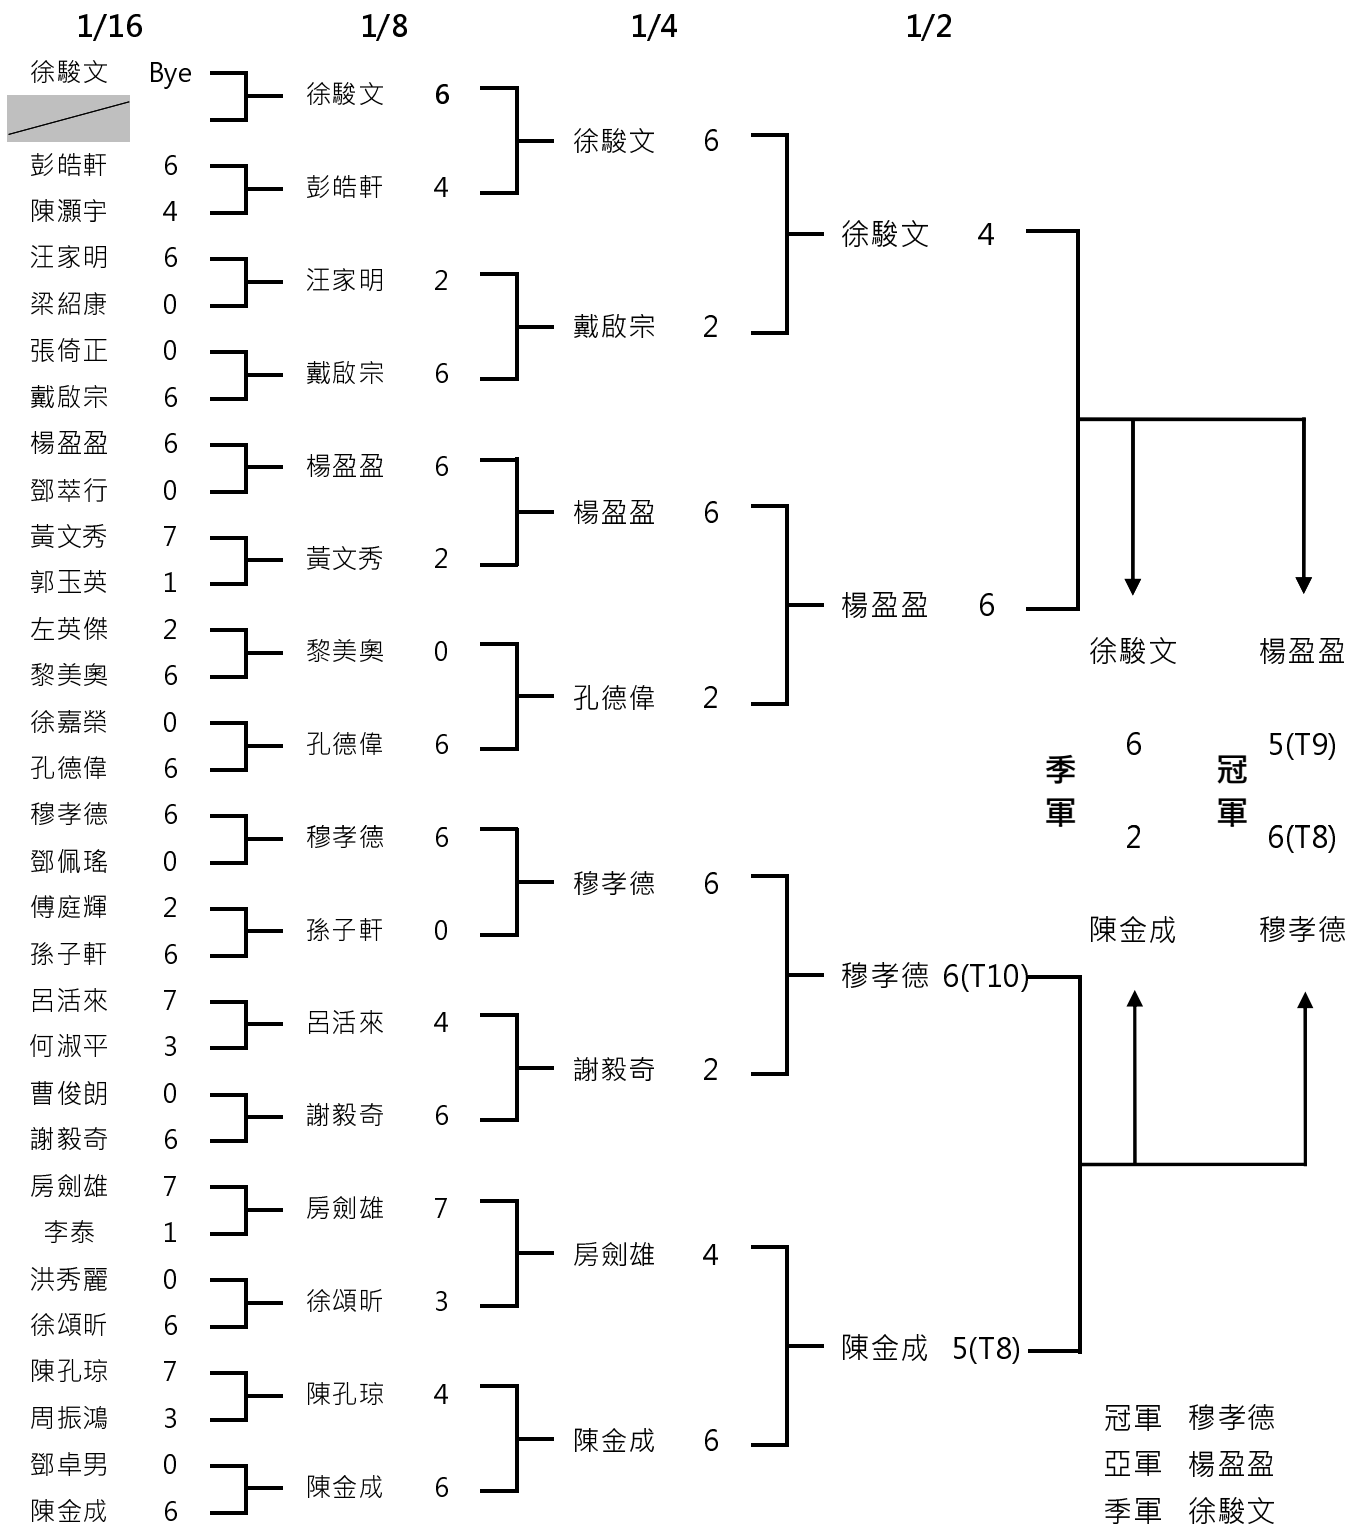 1/16 1/8 1/4 1/2
徐駿文 Bye
徐駿文 6
徐駿文 6
彭皓軒 6
彭皓軒 4
陳灝宇 4
徐駿文 4
汪家明 6
汪家明 2
梁紹康 0
戴啟宗 2
張倚正 0
戴啟宗 6
戴啟宗 6
楊盈盈 6
楊盈盈 6
鄧萃行 0
楊盈盈 6
黃文秀 7
黃文秀 2
郭玉英 1
楊盈盈 6
左英傑 2
黎美奧 0
徐駿文 楊盈盈
黎美奧 6
孔德偉 2
徐嘉榮 0
孔德偉 6
6 5(T9)
孔德偉 6
季軍 冠軍
穆孝德 6
穆孝德 6
2 6(T8)
鄧佩瑤 0
穆孝德 6
傅庭輝 2
孫子軒 0
陳金成 穆孝德
孫子軒 6
穆孝德 6(T10)
呂活來 7
呂活來 4
何淑平 3
謝毅奇 2
曹俊朗 0
謝毅奇 6
謝毅奇 6
房劍雄 7
房劍雄 7
李泰 1
房劍雄 4
洪秀麗 0
徐頌昕 3
徐頌昕 6
陳金成 5(T8)
陳孔琼 7
陳孔琼 4
周振鴻 3
冠軍 穆孝德
陳金成 6
鄧卓男 0
亞軍 楊盈盈
陳金成 6
陳金成 6
季軍 徐駿文